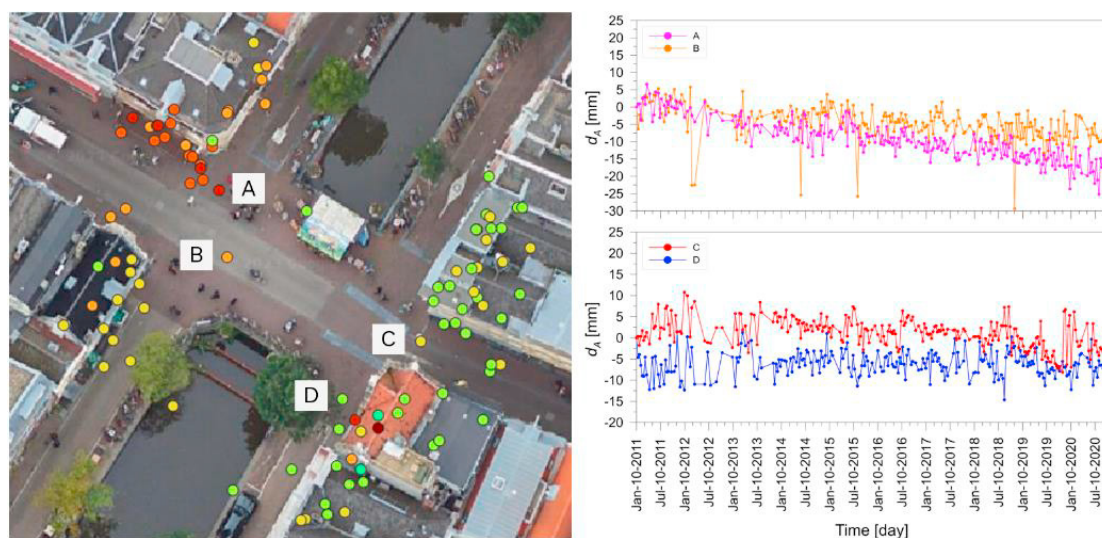 A
B
C
D
25
20
15
10
5
0
-5
-10
-15
-20
-25
-30
d_A [mm]
A
B
25
20
15
10
5
0
-5
-10
-15
-20
-25
d_A [mm]
C
D
Jan-10-2011
Jul-10-2011
Jan-10-2012
Jul-10-2012
Jan-10-2013
Jul-10-2013
Jan-10-2014
Jul-10-2014
Jan-10-2015
Jul-10-2015
Jan-10-2016
Jul-10-2016
Jan-10-2017
Jul-10-2017
Jan-10-2018
Jul-10-2018
Jan-10-2019
Jul-10-2019
Jan-10-2020
Jul-10-2020
Time [day]